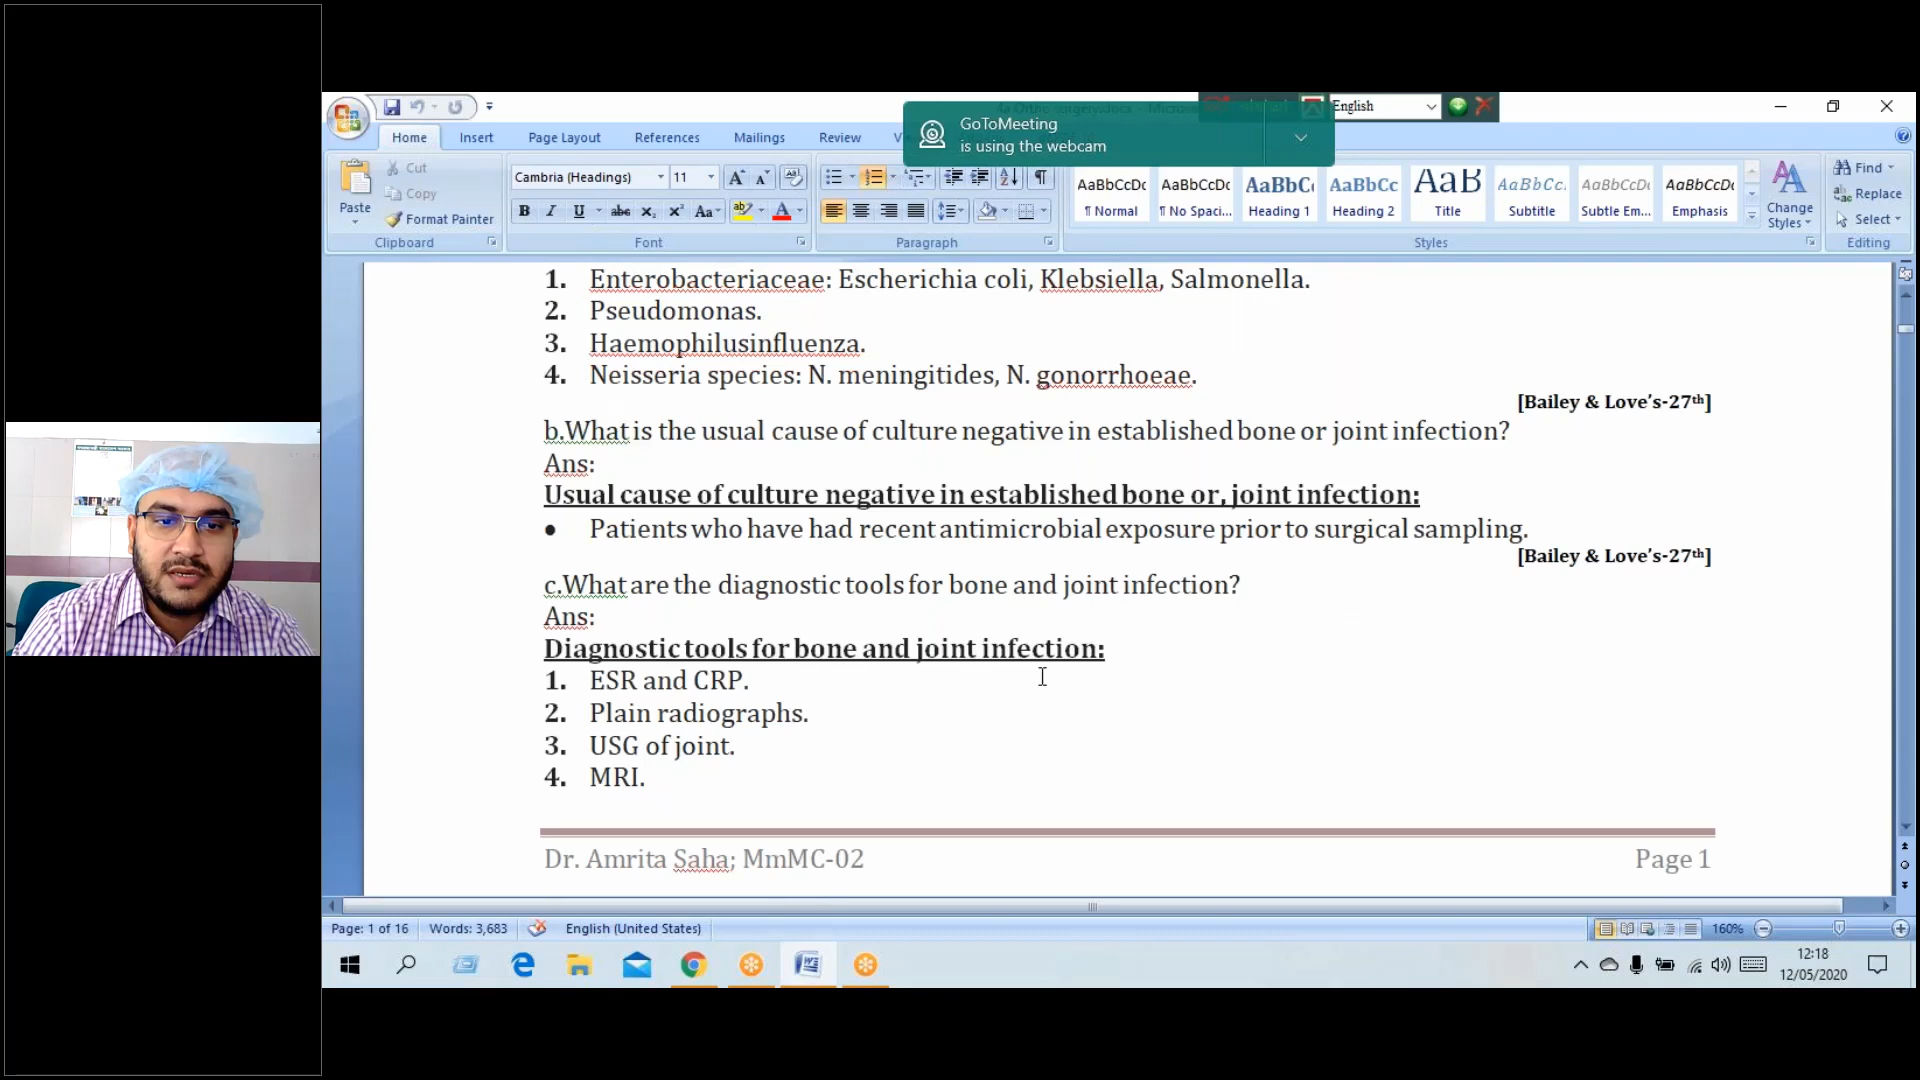 English
GoToMeeting
is using the webcam
Home Insert Page Layout References Mailings Review
Paste
Cut
Copy
Format Painter
Clipboard
Cambria (Headings) 11
Font
Paragraph
AaBbCcDc AaBbCcDc AaBbC AaBbCc AaB AaBbCc. AaBbCcDi AaBbCcDc
¶ Normal ¶ No Spaci... Heading 1 Heading 2 Title Subtitle Subtle Em... Emphasis
Change
Styles
Styles
Find
Replace
Select
Editing
1. Enterobacteriaceae: Escherichia coli, Klebsiella, Salmonella.
2. Pseudomonas.
3. Haemophilusinfluenza.
4. Neisseria species: N. meningitides, N. gonorrhoeae.
[Bailey & Love's-27th]
b.What is the usual cause of culture negative in established bone or joint infection?
Ans:
Usual cause of culture negative in established bone or, joint infection:
• Patients who have had recent antimicrobial exposure prior to surgical sampling.
[Bailey & Love's-27th]
c.What are the diagnostic tools for bone and joint infection?
Ans:
Diagnostic tools for bone and joint infection:
1. ESR and CRP.
2. Plain radiographs.
3. USG of joint.
4. MRI.
Dr. Amrita Saha; MmMC-02 Page 1
Page: 1 of 16 Words: 3,683 English (United States) 160%
12:18
12/05/2020